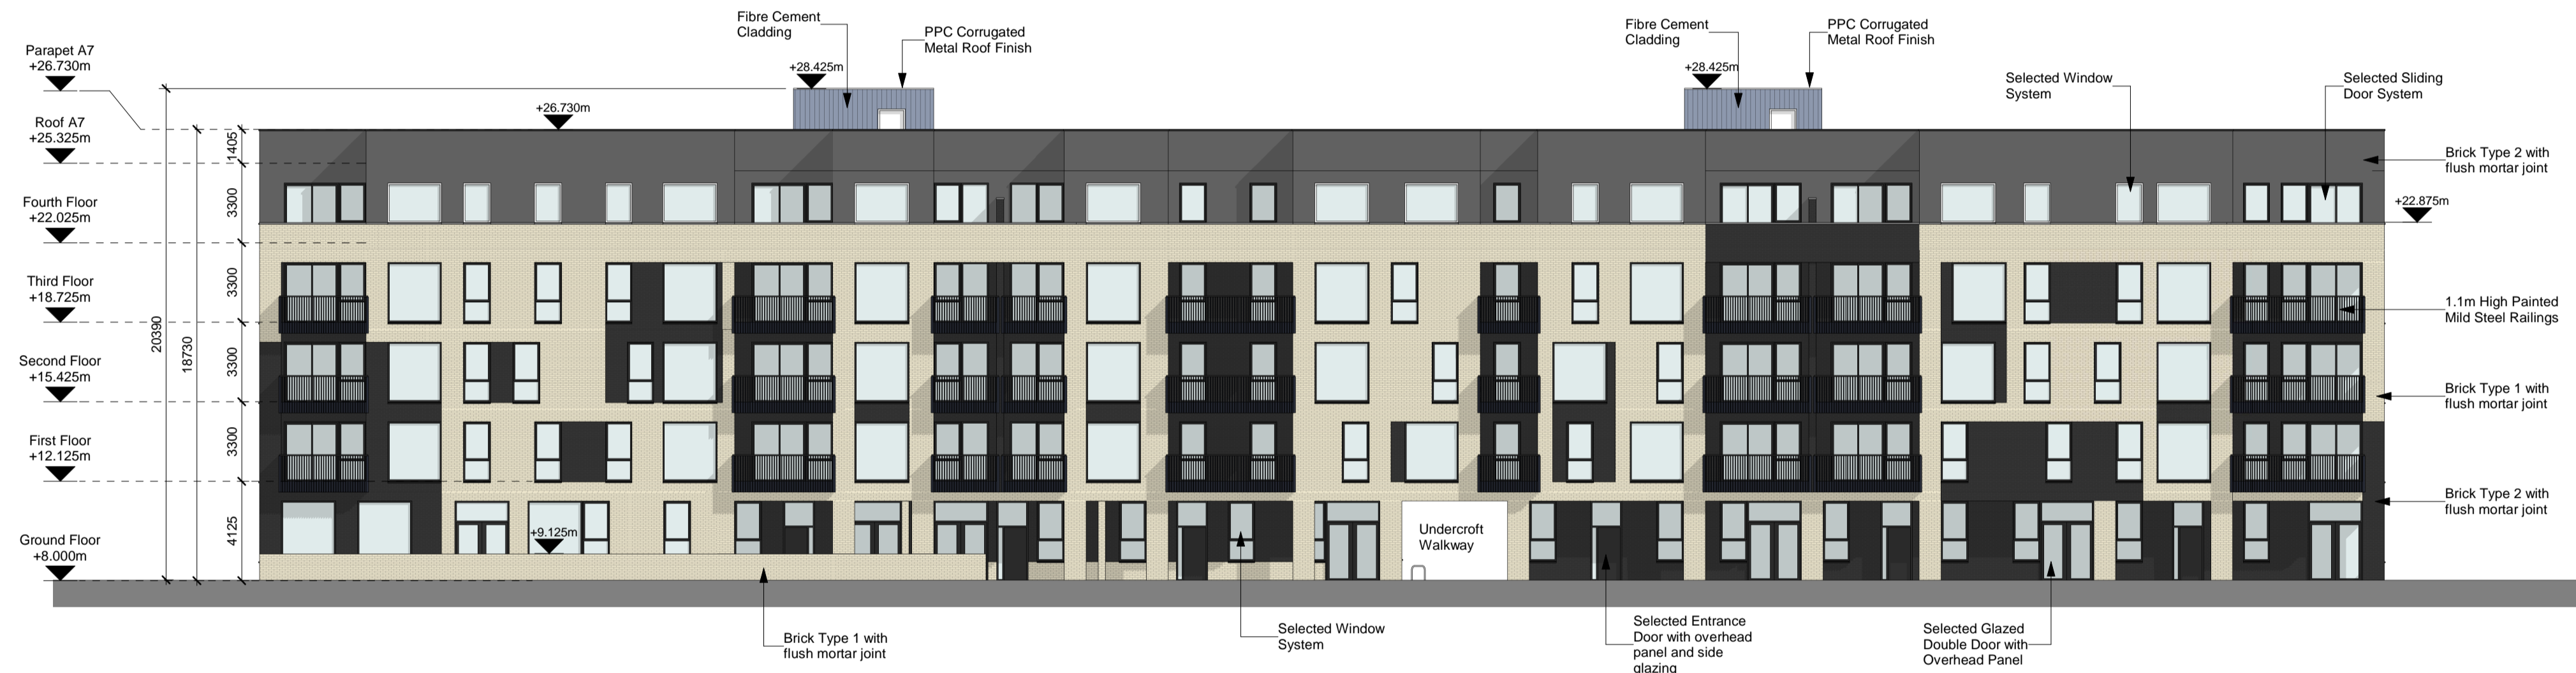 Fibre Cement
Cladding
PPC Corrugated
Metal Roof Finish
Fibre Cement
Cladding
PPC Corrugated
Metal Roof Finish
Parapet A7
+26.730m
+28.425m
+28.425m
Selected Window
System
Selected Sliding
Door System
+26.730m
Roof A7
+25.325m
1405
Brick Type 2 with
flush mortar joint
Fourth Floor
+22.025m
3300
+22.875m
Third Floor
+18.725m
3300
1.1m High Painted
Mild Steel Railings
20390
18730
Second Floor
+15.425m
3300
Brick Type 1 with
flush mortar joint
First Floor
+12.125m
3300
Brick Type 2 with
flush mortar joint
Ground Floor
+8.000m
4125
+9.125m
Undercroft
Walkway
Brick Type 1 with
flush mortar joint
Selected Window
System
Selected Entrance
Door with overhead
panel and side
glazing
Selected Glazed
Double Door with
Overhead Panel